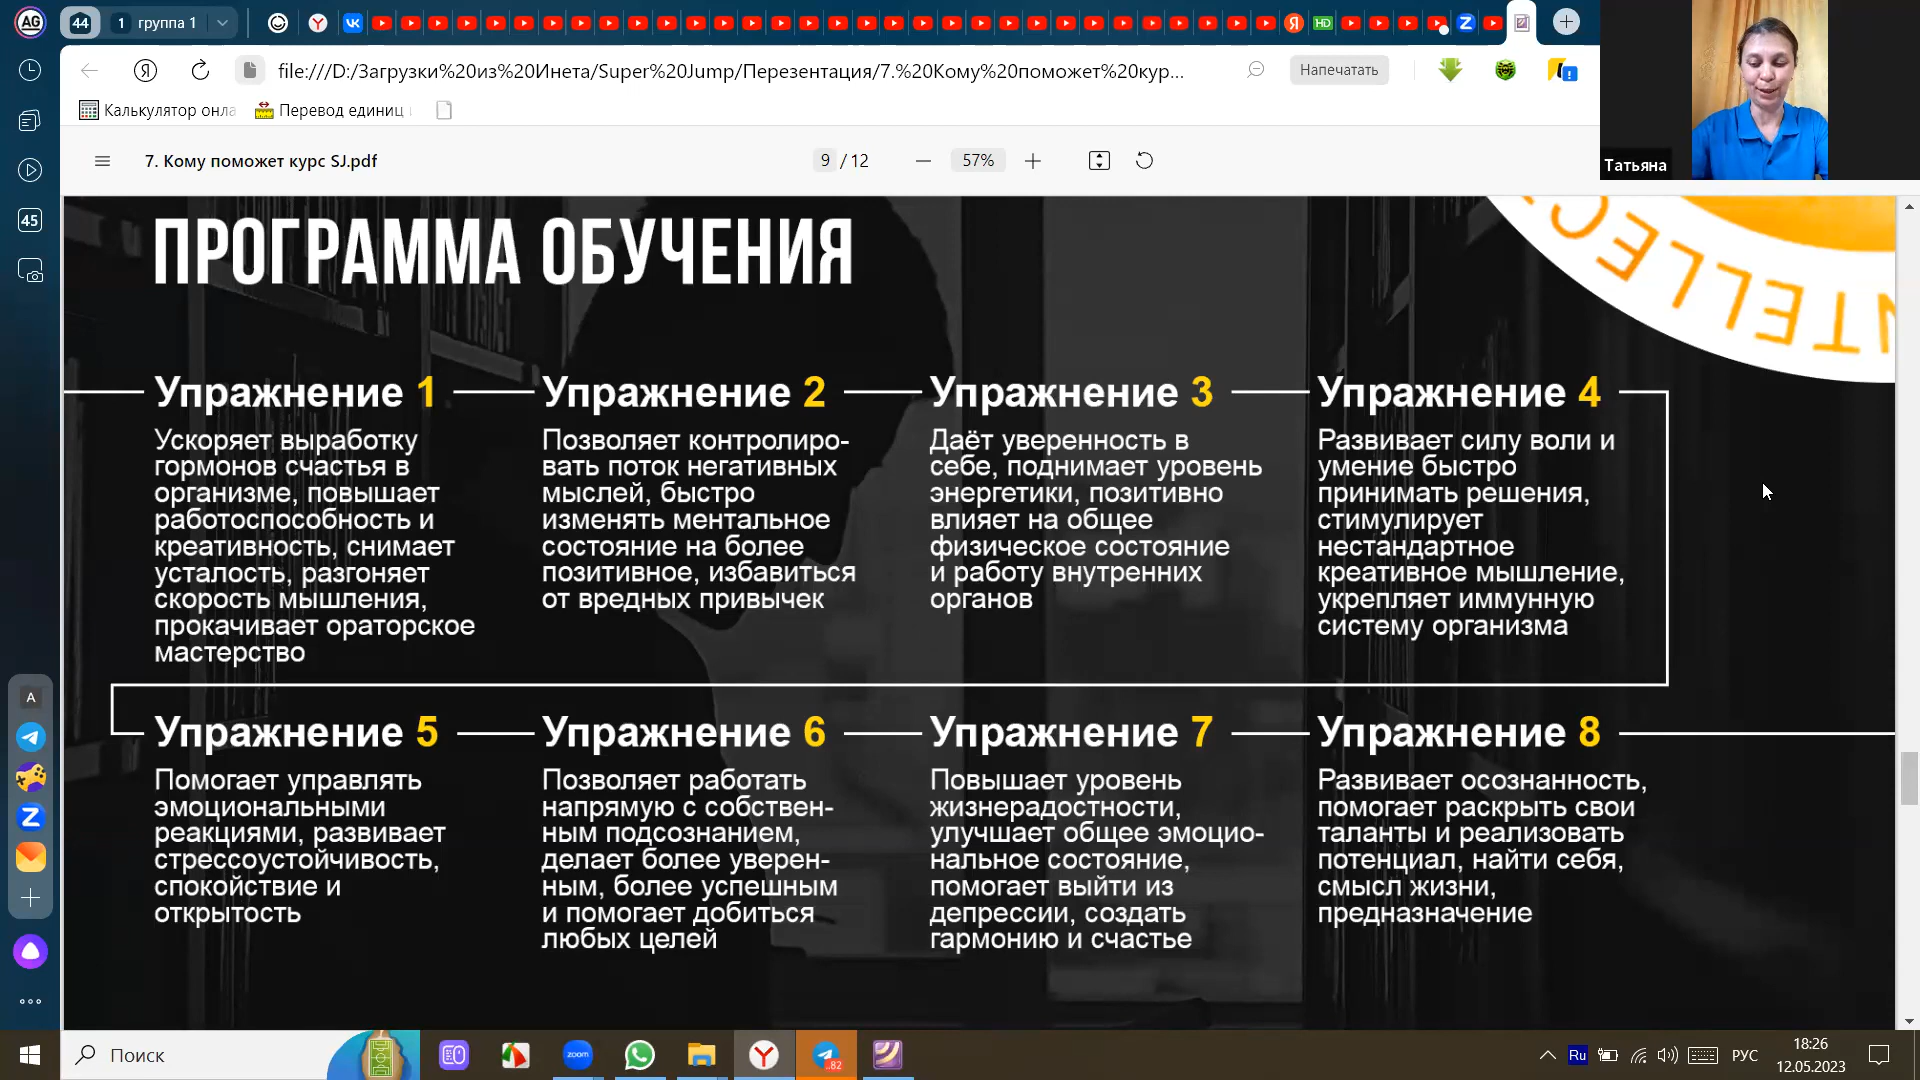 44
1 группа 1
file:///D:/Загрузки%20из%20Инета/Super%20Jump/Перезентация/7.%20Кому%20поможет%20кур...
Напечатать
Калькулятор онла
Перевод единиц
7. Кому поможет курс SJ.pdf
9 / 12
57%
Татьяна
45
ПРОГРАММА ОБУЧЕНИЯ
INTELLEC
Упражнение 1
Ускоряет выработку
гормонов счастья в
организме, повышает
работоспособность и
креативность, снимает
усталость, разгоняет
скорость мышления,
прокачивает ораторское
мастерство
Упражнение 2
Позволяет контролиро-
вать поток негативных
мыслей, быстро
изменять ментальное
состояние на более
позитивное, избавиться
от вредных привычек
Упражнение 3
Даёт уверенность в
себе, поднимает уровень
энергетики, позитивно
влияет на общее
физическое состояние
и работу внутренних
органов
Упражнение 4
Развивает силу воли и
умение быстро
принимать решения,
стимулирует
нестандартное
креативное мышление,
укрепляет иммунную
систему организма
Упражнение 5
Помогает управлять
эмоциональными
реакциями, развивает
стрессоустойчивость,
спокойствие и
открытость
Упражнение 6
Позволяет работать
напрямую с собствен-
ным подсознанием,
делает более уверен-
ным, более успешным
и помогает добиться
любых целей
Упражнение 7
Повышает уровень
жизнерадостности,
улучшает общее эмоцио-
нальное состояние,
помогает выйти из
депрессии, создать
гармонию и счастье
Упражнение 8
Развивает осознанность,
помогает раскрыть свои
таланты и реализовать
потенциал, найти себя,
смысл жизни,
предназначение
A
Поиск
zoom
82
Ru
РУС
18:26
12.05.2023